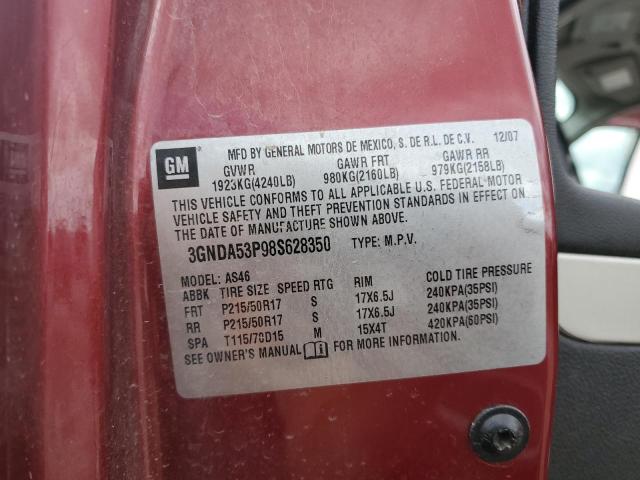 GM
MFD BY GENERAL MOTORS DE MEXICO, S. DE R.L. DE C.V. 12/07
GVWR GAWR FRT GAWR RR
1923KG(4240LB) 980KG(2160LB) 979KG(2158LB)
THIS VEHICLE CONFORMS TO ALL APPLICABLE U.S. FEDERAL MOTOR
VEHICLE SAFETY AND THEFT PREVENTION STANDARDS IN EFFECT ON
THE DATE OF MANUFACTURE SHOWN ABOVE.
3GNDA53P98S628350 TYPE: M.P.V.
MODEL: AS46
ABBK TIRE SIZE SPEED RTG RIM COLD TIRE PRESSURE
FRT P215/50R17 S 17X6.5J 240KPA(35PSI)
RR P215/50R17 S 17X6.5J 240KPA(35PSI)
SPA T115/70D15 M 15X4T 420KPA(60PSI)
SEE OWNER'S MANUAL FOR MORE INFORMATION.